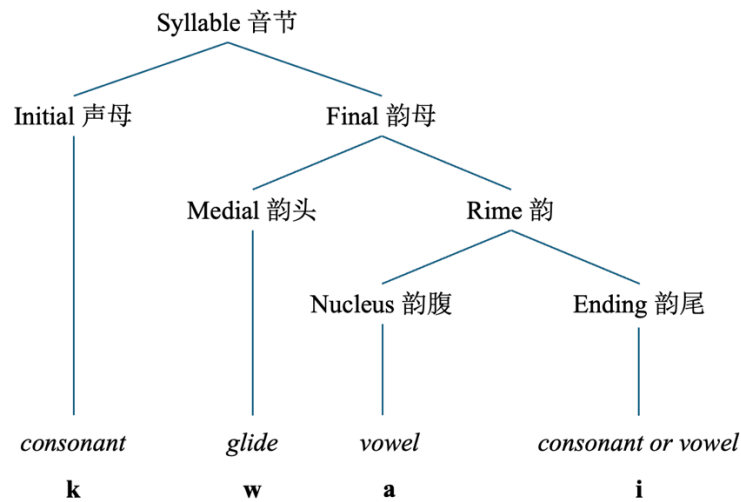 Syllable 音节
Initial 声母 Final 韵母
Medial 韵头 Rime 韵
Nucleus 韵腹 Ending 韵尾
consonant glide vowel consonant or vowel
k w a i